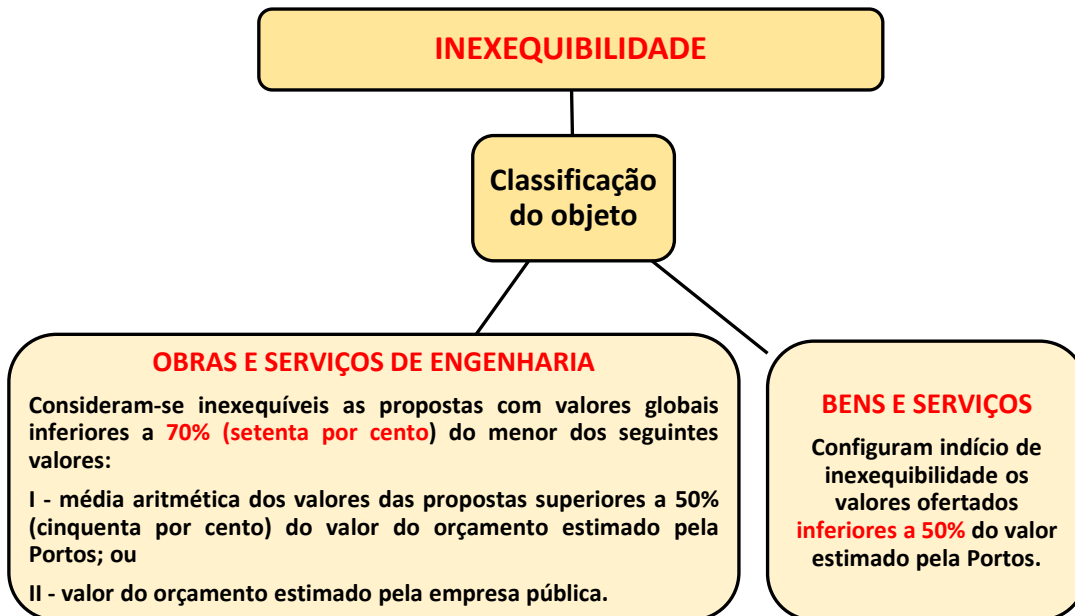 INEXEQUIBILIDADE
Classificação
do objeto
OBRAS E SERVIÇOS DE ENGENHARIA
Consideram-se inexequíveis as propostas com valores globais
inferiores a 70% (setenta por cento) do menor dos seguintes
valores:
I - média aritmética dos valores das propostas superiores a 50%
(cinquenta por cento) do valor do orçamento estimado pela
Portos; ou
II - valor do orçamento estimado pela empresa pública.
BENS E SERVIÇOS
Configuram indício de
inexequibilidade os
valores ofertados
inferiores a 50% do valor
estimado pela Portos.